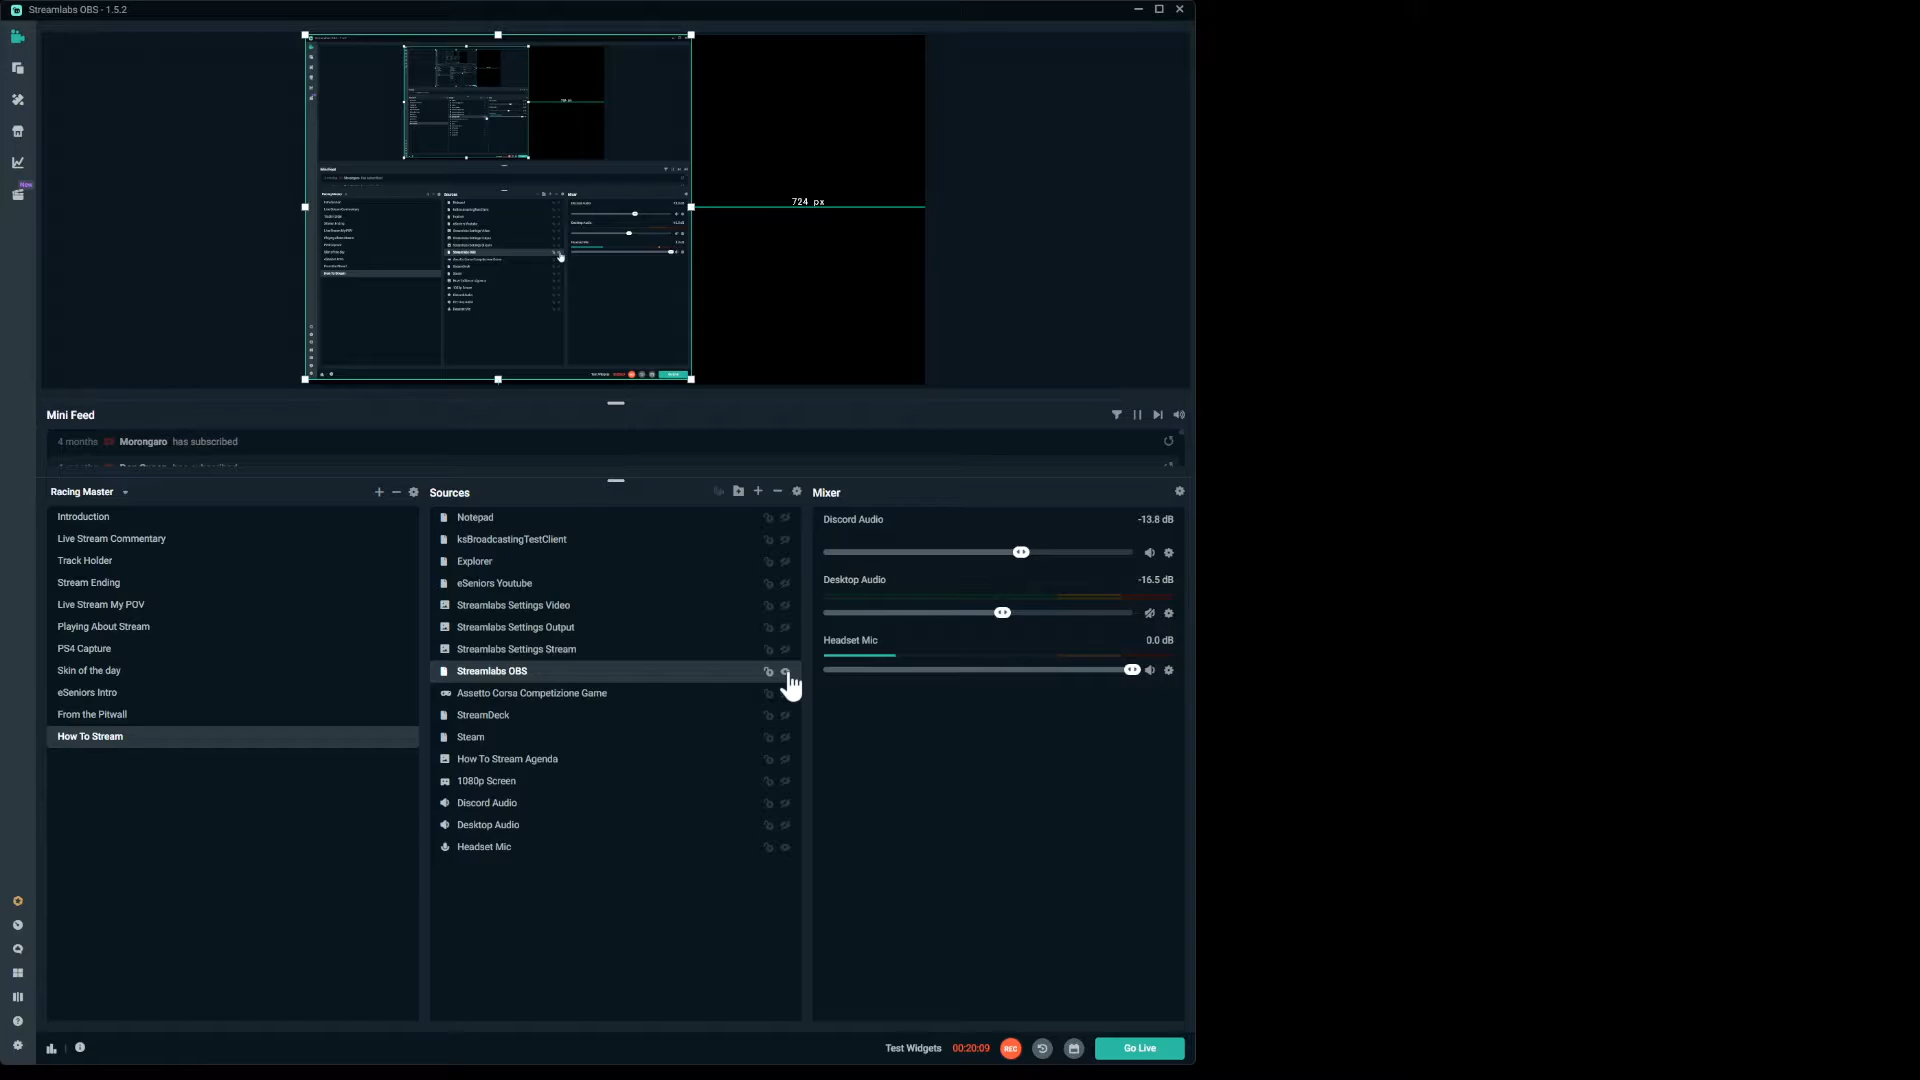 Streamlabs OBS - 1.5.2
New
724 px
Mini Feed
4 months Morongaro has subscribed
Racing Master
Introduction
Live Stream Commentary
Track Holder
Stream Ending
Live Stream My POV
Playing About Stream
PS4 Capture
Skin of the day
eSeniors Intro
From the Pitwall
How To Stream
Sources
Notepad
ksBroadcastingTestClient
Explorer
eSeniors Youtube
Streamlabs Settings Video
Streamlabs Settings Output
Streamlabs Settings Stream
Streamlabs OBS
Assetto Corsa Competizione Game
StreamDeck
Steam
How To Stream Agenda
1080p Screen
Discord Audio
Desktop Audio
Headset Mic
Mixer
Discord Audio -13.8 dB
Desktop Audio -16.5 dB
Headset Mic 0.0 dB
Test Widgets 00:20:09 REC Go Live